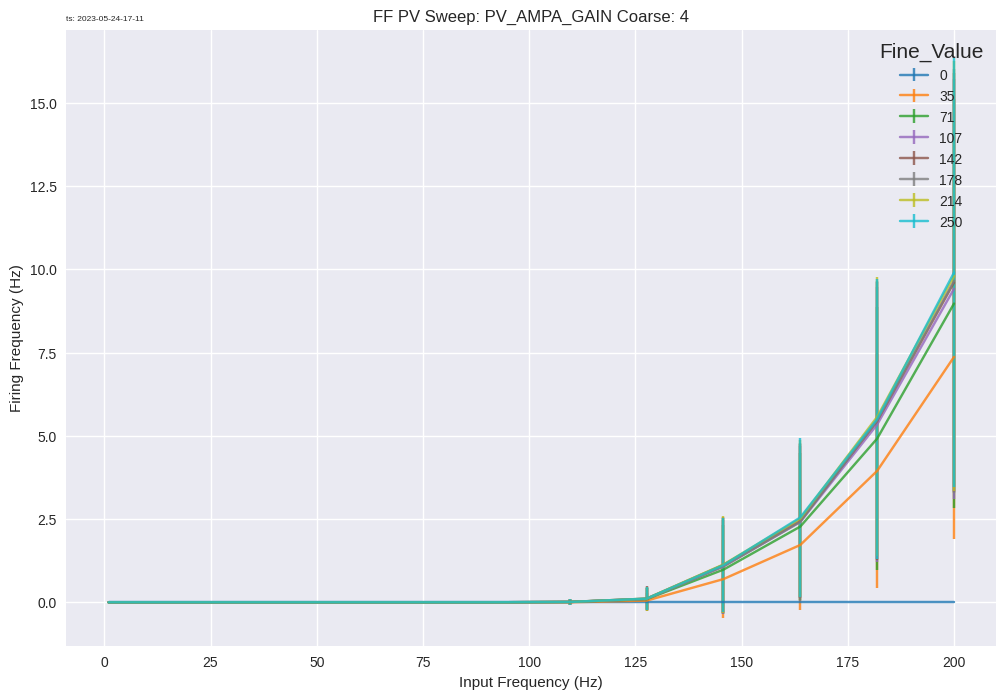 ts: 2023-05-24-17-11
FF PV Sweep: PV_AMPA_GAIN Coarse: 4
Fine_Value
0
35
71
107
142
178
214
250
Firing Frequency (Hz)
15.0
12.5
10.0
7.5
5.0
2.5
0.0
0 25 50 75 100 125 150 175 200
Input Frequency (Hz)